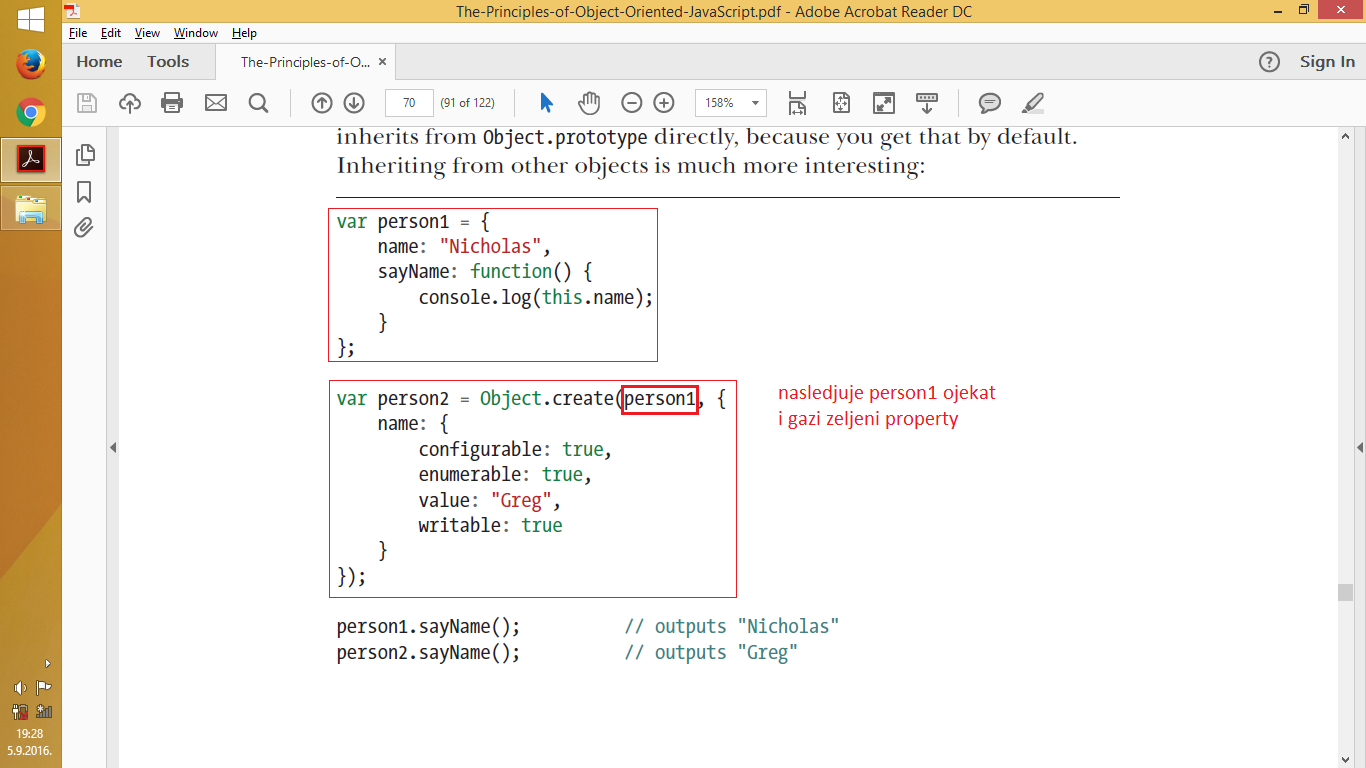 The-Principles-of-Object-Oriented-JavaScript.pdf - Adobe Acrobat Reader DC
File Edit View Window Help
Home Tools The-Principles-of-O... × ? Sign In
70 (91 of 122) 158%
inherits from Object.prototype directly, because you get that by default.
Inheriting from other objects is much more interesting:
var person1 = {
    name: "Nicholas",
    sayName: function() {
        console.log(this.name);
    }
};
var person2 = Object.create(person1, {
    name: {
        configurable: true,
        enumerable: true,
        value: "Greg",
        writable: true
    }
});
nasledjuje person1 ojekat
i gazi zeljeni property
person1.sayName();          // outputs "Nicholas"
person2.sayName();          // outputs "Greg"
19:28
5.9.2016.